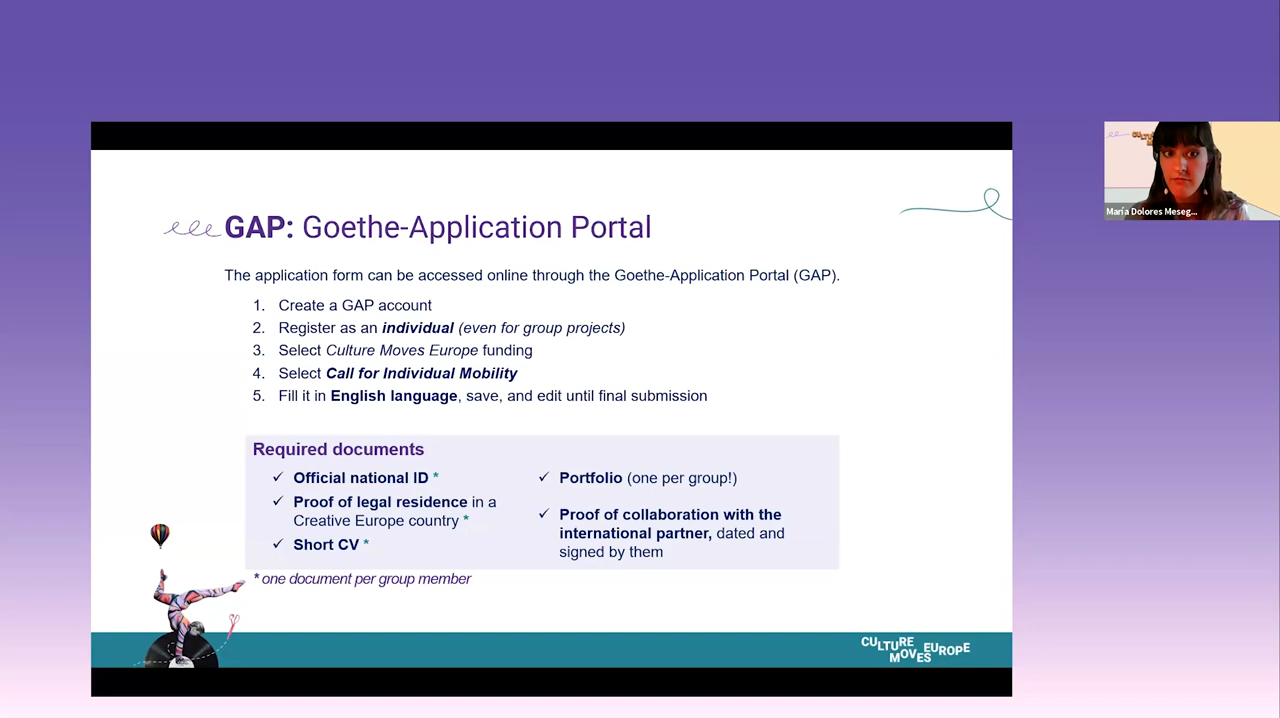 GAP: Goethe-Application Portal
The application form can be accessed online through the Goethe-Application Portal (GAP).
1. Create a GAP account
2. Register as an individual (even for group projects)
3. Select Culture Moves Europe funding
4. Select Call for Individual Mobility
5. Fill it in English language, save, and edit until final submission
Required documents
✓ Official national ID *
✓ Proof of legal residence in a
Creative Europe country *
✓ Short CV *
✓ Portfolio (one per group!)
✓ Proof of collaboration with the
international partner, dated and
signed by them
* one document per group member
CULTURE
MOVES EUROPE
María Dolores Meseg...